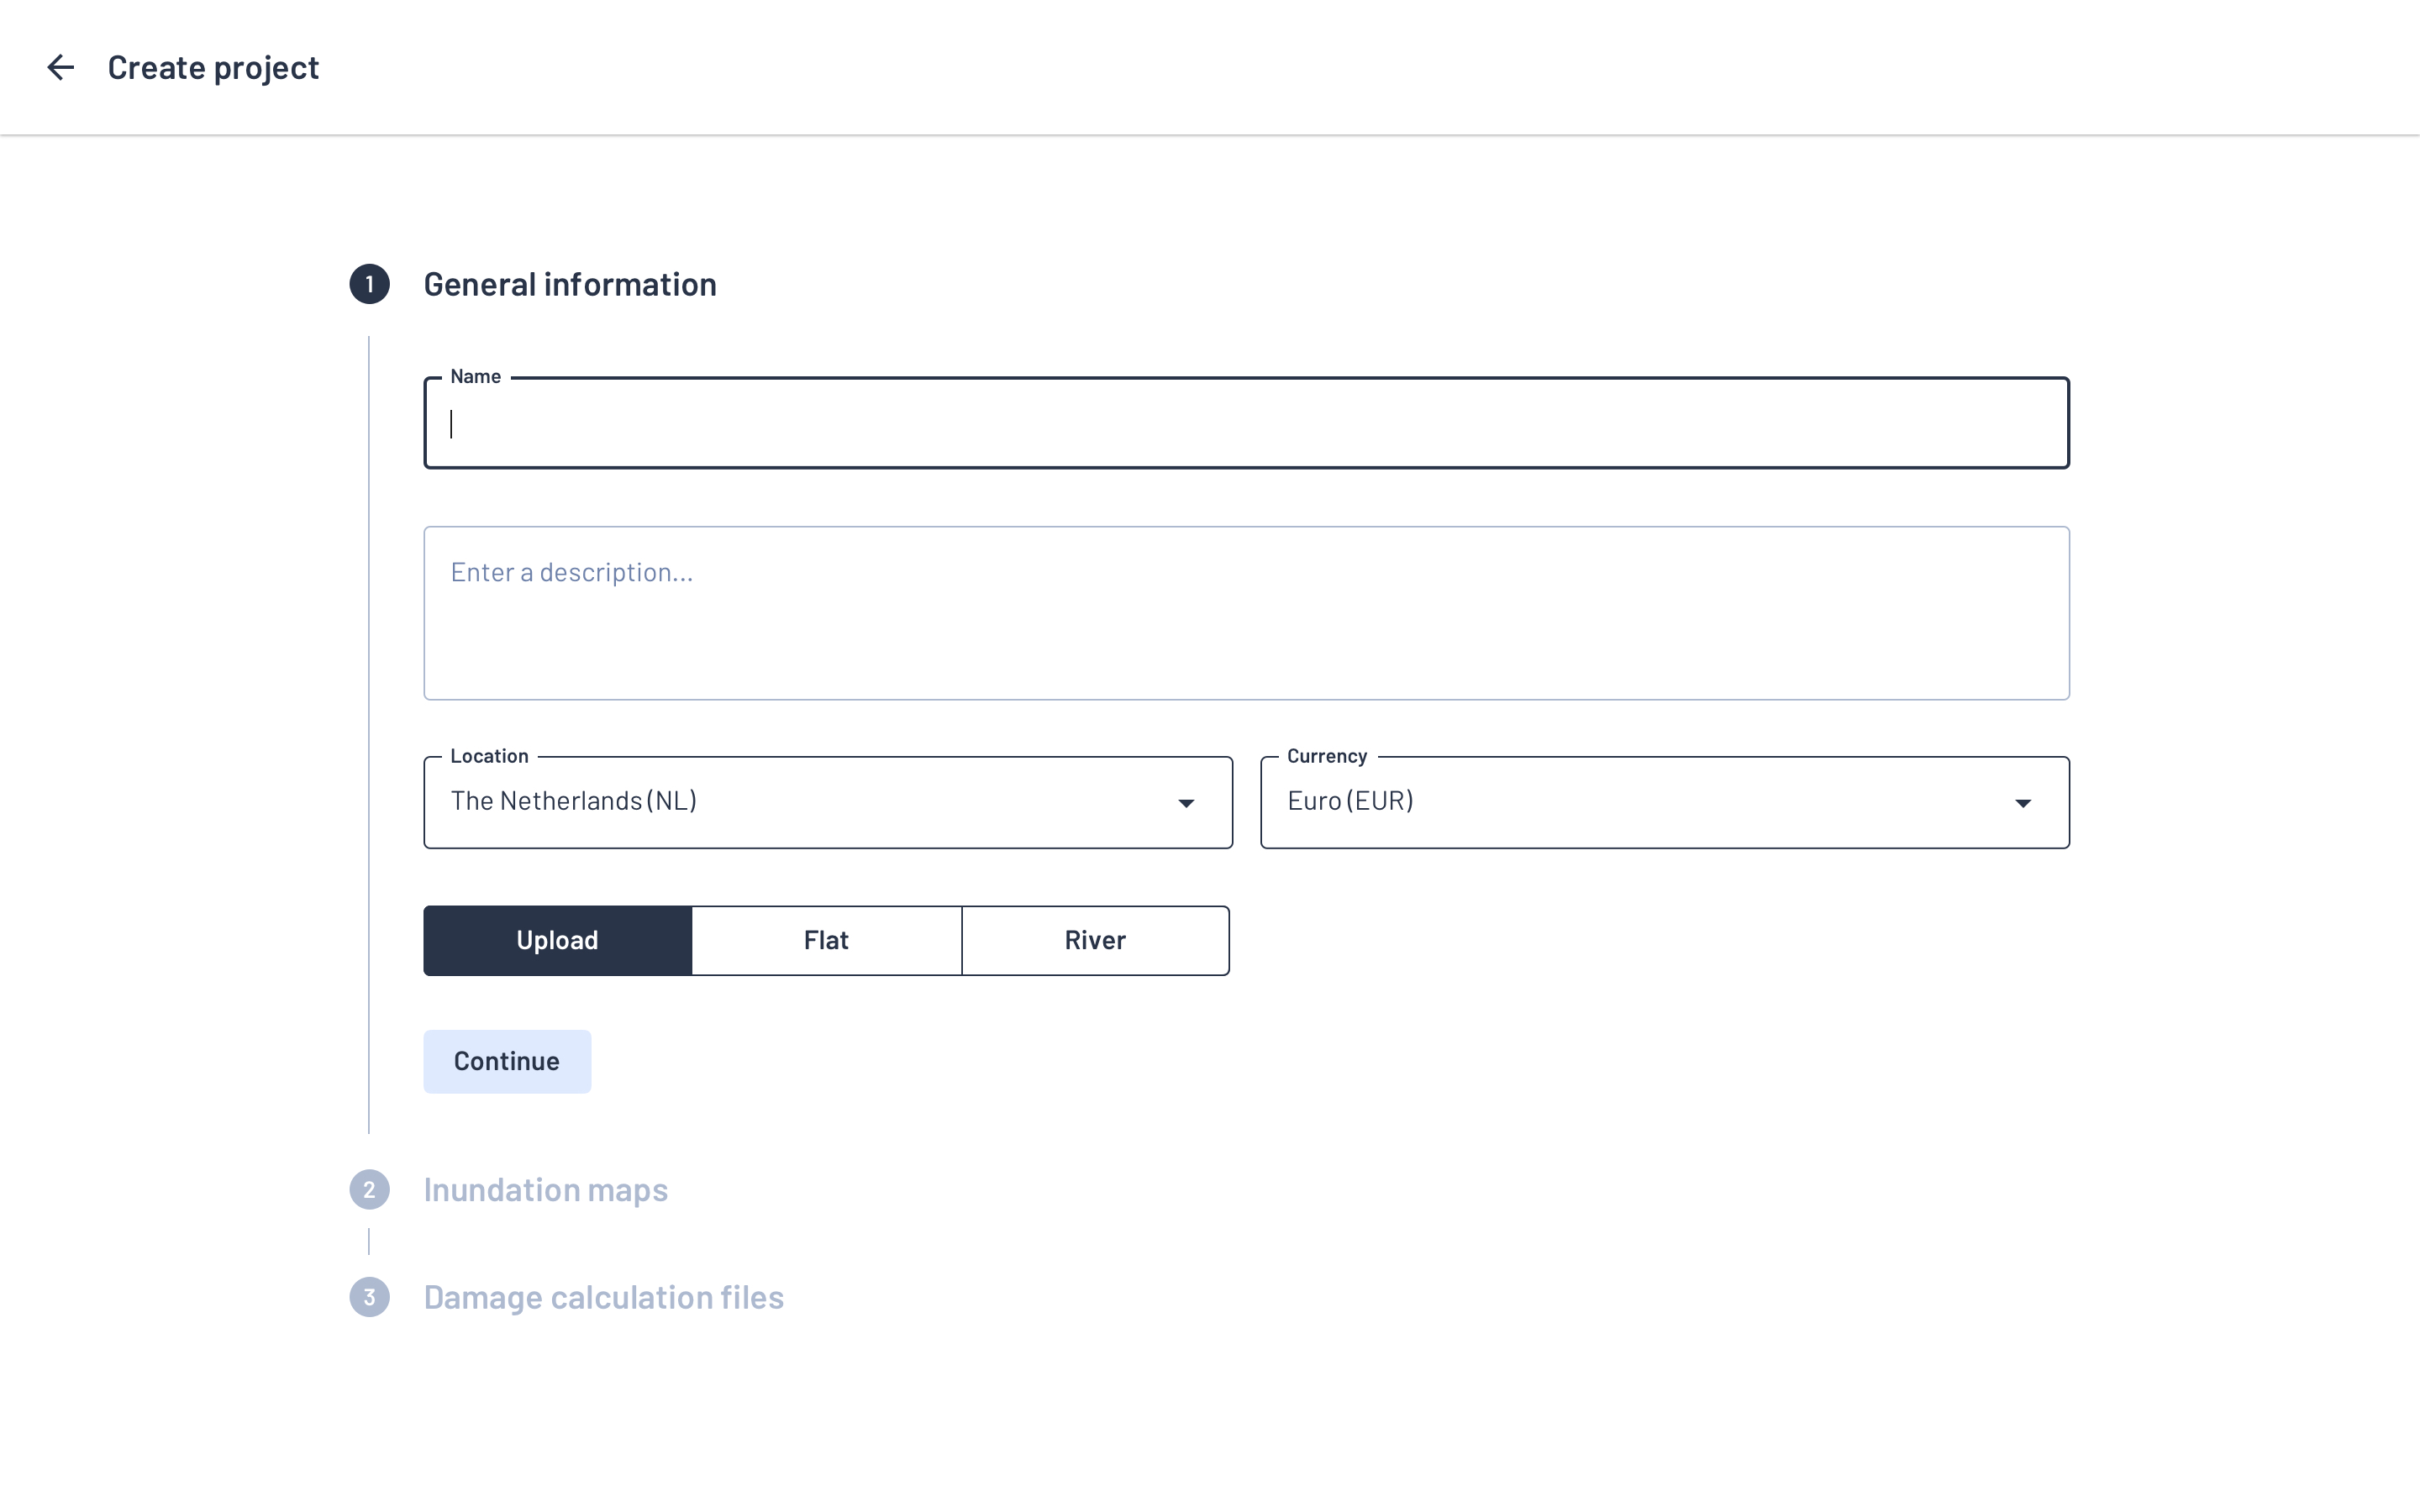 Create project
1 General information
Name
Enter a description...
Location Currency
The Netherlands (NL) Euro (EUR)
Upload Flat River
Continue
2 Inundation maps
3 Damage calculation files